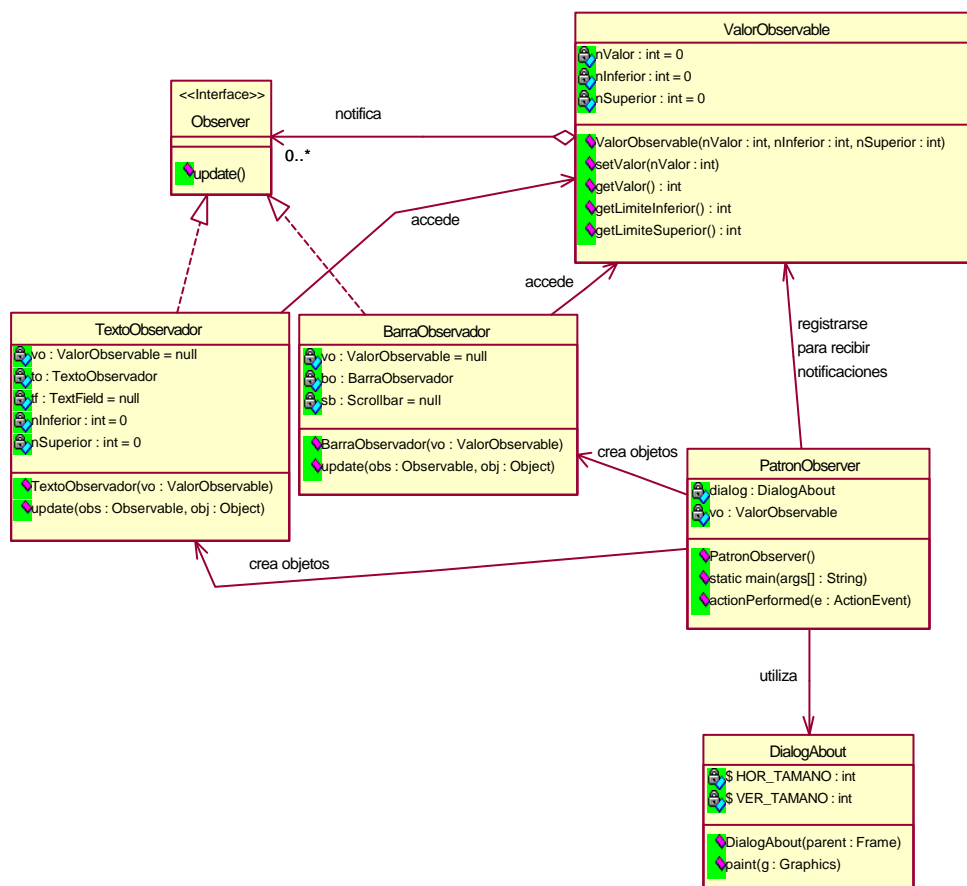 ValorObservable
nValor : int = 0
nInferior : int = 0
nSuperior : int = 0
ValorObservable(nValor : int, nInferior : int, nSuperior : int)
setValor(nValor : int)
getValor() : int
getLimiteInferior() : int
getLimiteSuperior() : int
<<Interface>>
Observer
update()
notifica
0..*
accede
accede
TextoObservador
vo : ValorObservable = null
to : TextoObservador
tf : TextField = null
nInferior : int = 0
nSuperior : int = 0
TextoObservador(vo : ValorObservable)
update(obs : Observable, obj : Object)
BarraObservador
vo : ValorObservable = null
bo : BarraObservador
sb : Scrollbar = null
BarraObservador(vo : ValorObservable)
update(obs : Observable, obj : Object)
registrarse
para recibir
notificaciones
crea objetos
crea objetos
PatronObserver
dialog : DialogAbout
vo : ValorObservable
PatronObserver()
static main(args[] : String)
actionPerformed(e : ActionEvent)
utiliza
DialogAbout
$ HOR_TAMANO : int
$ VER_TAMANO : int
DialogAbout(parent : Frame)
paint(g : Graphics)